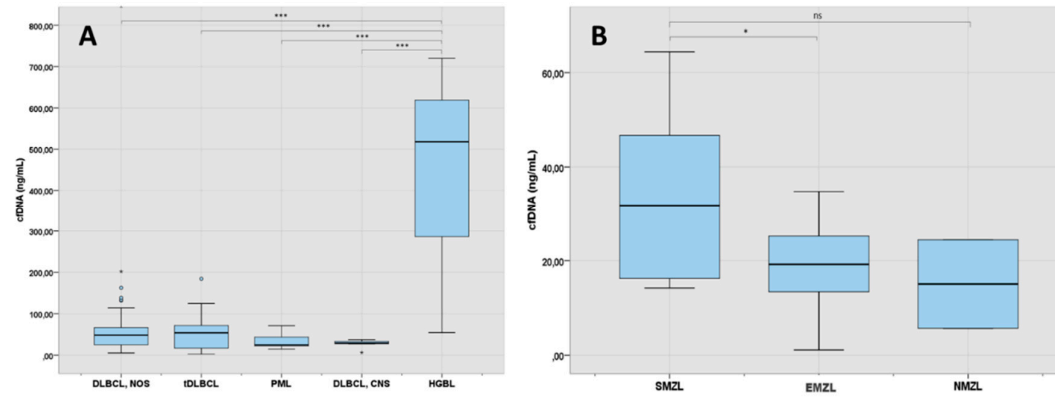 A
***
***
***
***
cfDNA (ng/mL)
800,00
700,00
600,00
500,00
400,00
300,00
200,00
100,00
,00
DLBCL, NOS tDLBCL PML DLBCL, CNS HGBL
B
ns
*
cfDNA (ng/mL)
60,00
40,00
20,00
,00
SMZL EMZL NMZL